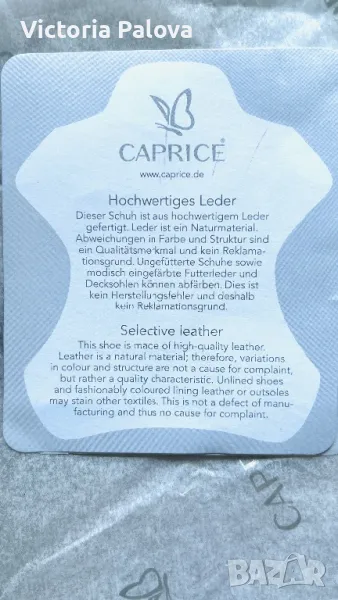 Victoria Palova
CAPRICE®
www.caprice.de
Hochwertiges Leder
Dieser Schuh ist aus hochwertigem Leder
gefertigt. Leder ist ein Naturmaterial.
Abweichungen in Farbe und Struktur sind
ein Qualitätsmerkmal und kein Reklama-
tionsgrund. Ungefütterte Schuhe sowie
modisch eingefärbte Futterleder und
Decksohlen können abfärben. Dies ist
kein Herstellungsfehler und deshalb
kein Reklamationsgrund.
Selective leather
This shoe is mace of high-quality leather.
Leather is a natural material; therefore, variations
in colour and structure are not a cause for complaint,
but rather a quality characteristic. Unlined shoes
and fashionably coloured lining leather or outsoles
may stain other textiles. This is not a defect of manu-
facturing and thus no cause for complaint.
CAP
BAZAR